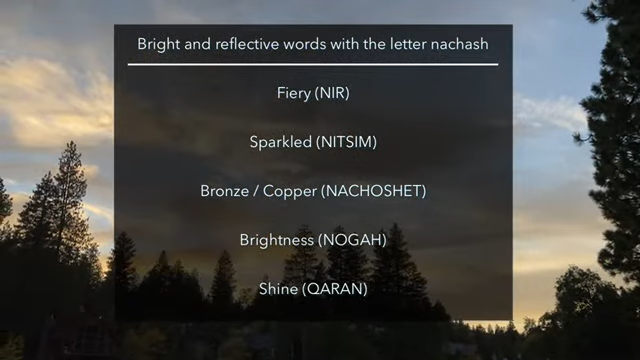 Bright and reflective words with the letter nachash
Fiery (NIR)
Sparkled (NITSIM)
Bronze / Copper (NACHOSHET)
Brightness (NOGAH)
Shine (QARAN)